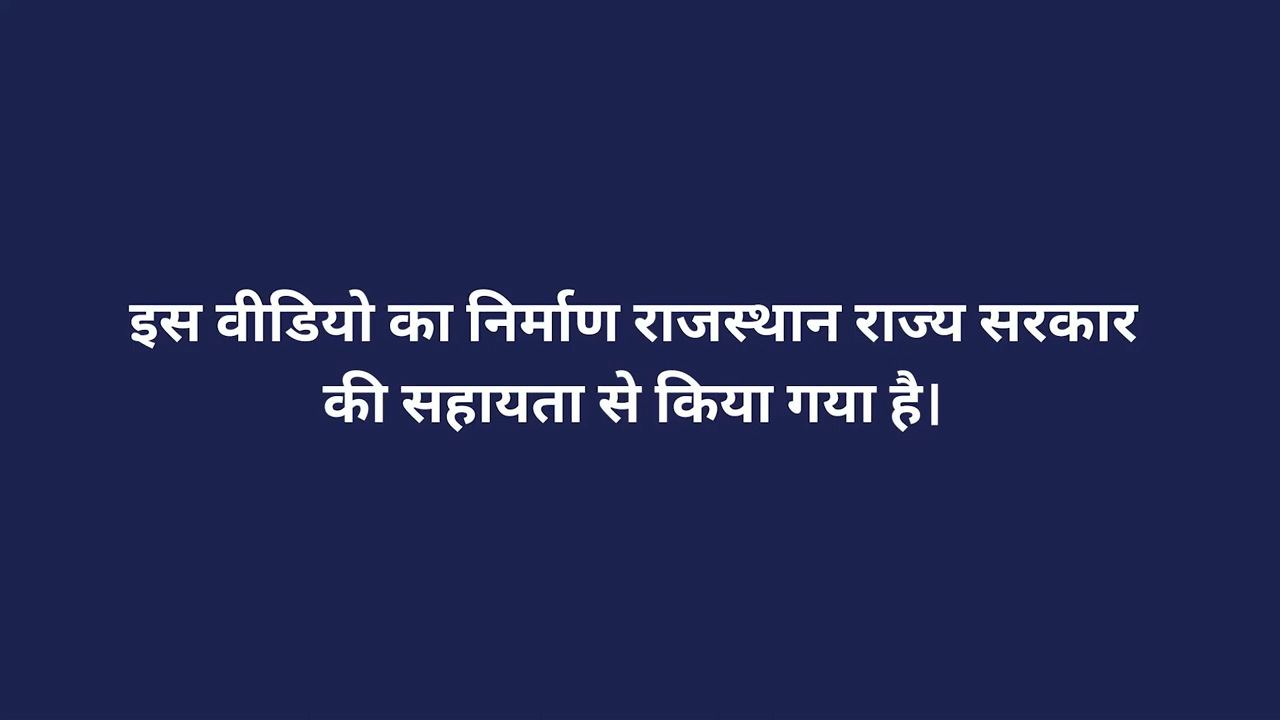 इस वीडियो का निर्माण राजस्थान राज्य सरकार
की सहायता से किया गया है।